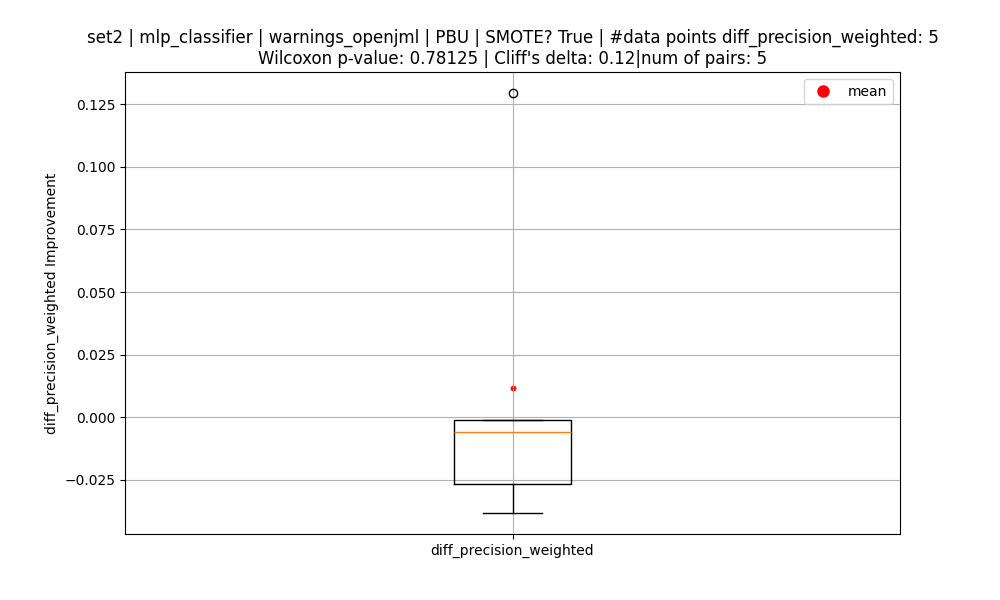 set2 | mlp_classifier | warnings_openjml | PBU | SMOTE? True | #data points diff_precision_weighted: 5
Wilcoxon p-value: 0.78125 | Cliff's delta: 0.12|num of pairs: 5
mean
0.125
0.100
0.075
0.050
0.025
0.000
−0.025
diff_precision_weighted Improvement
diff_precision_weighted